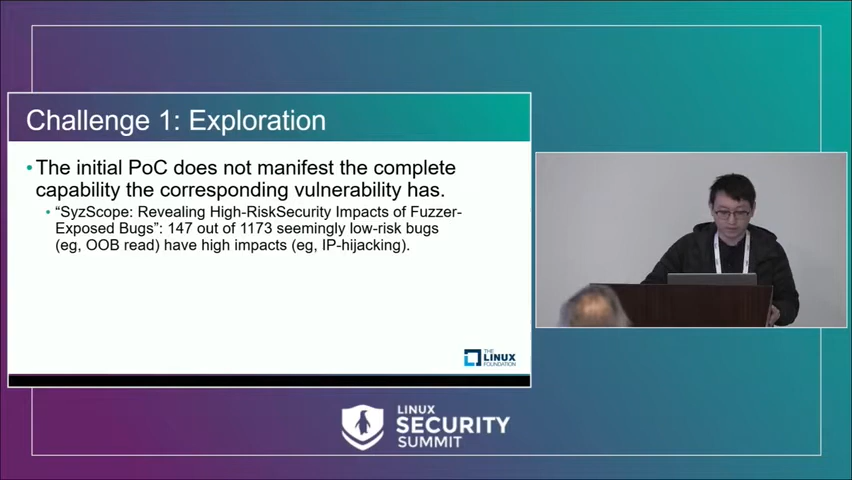 Challenge 1: Exploration
•The initial PoC does not manifest the complete
capability the corresponding vulnerability has.
• “SyzScope: Revealing High-RiskSecurity Impacts of Fuzzer-
Exposed Bugs”: 147 out of 1173 seemingly low-risk bugs
(eg, OOB read) have high impacts (eg, IP-hijacking).
THE
LINUX
FOUNDATION
LINUX
SECURITY
SUMMIT